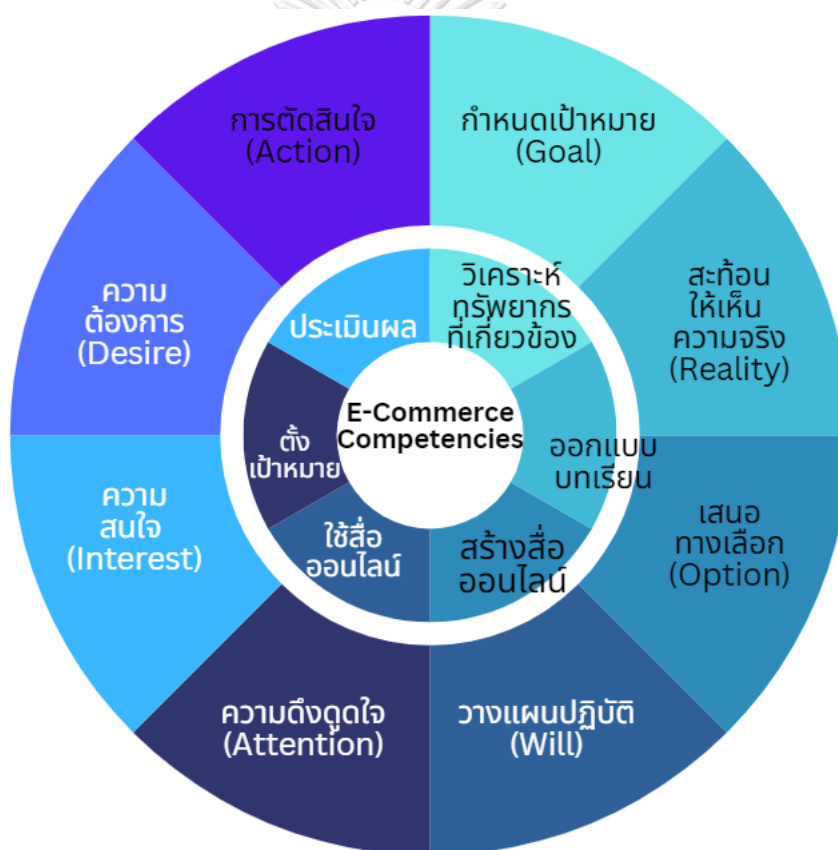 การตัดสินใจ
(Action)
กำหนดเป้าหมาย
(Goal)
สะท้อน
ให้เห็น
ความจริง
(Reality)
เสนอ
ทางเลือก
(Option)
วางแผนปฏิบัติ
(Will)
ความดึงดูดใจ
(Attention)
ความ
สนใจ
(Interest)
ความ
ต้องการ
(Desire)
วิเคราะห์
ทรัพยากร
ที่เกี่ยวข้อง
ออกแบบ
บทเรียน
สร้างสื่อ
ออนไลน์
ใช้สื่อ
ออนไลน์
ตั้ง
เป้าหมาย
ประเมินผล
E-Commerce
Competencies